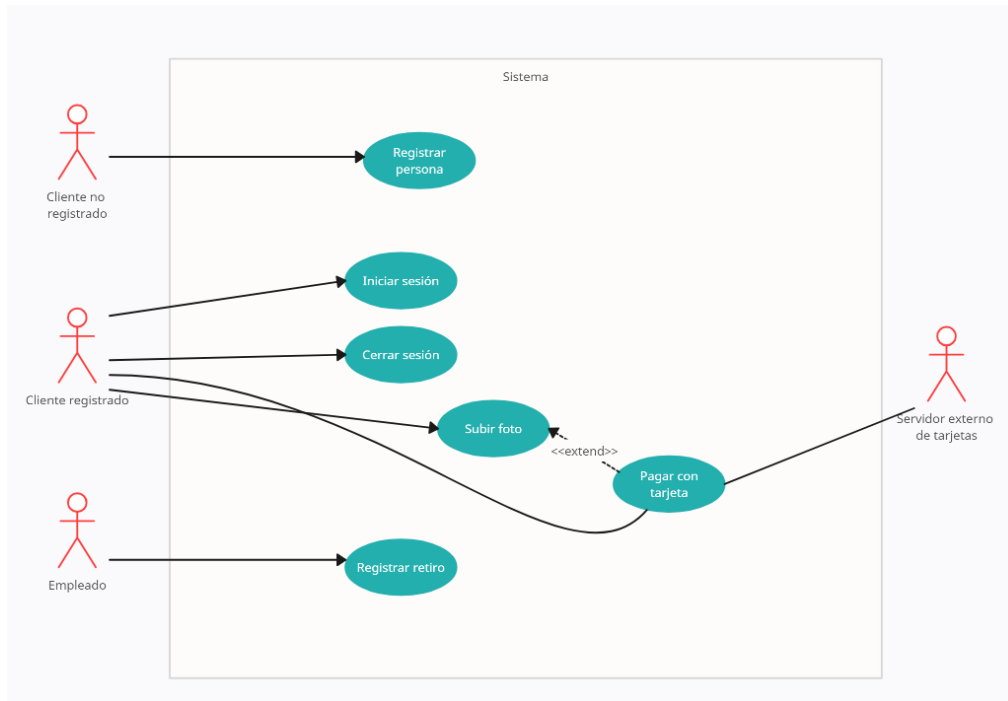 Sistema
Registrar
persona
Cliente no
registrado
Iniciar sesión
Cerrar sesión
Cliente registrado
Subir foto
<<extend>>
Servidor externo
de tarjetas
Pagar con
tarjeta
Registrar retiro
Empleado